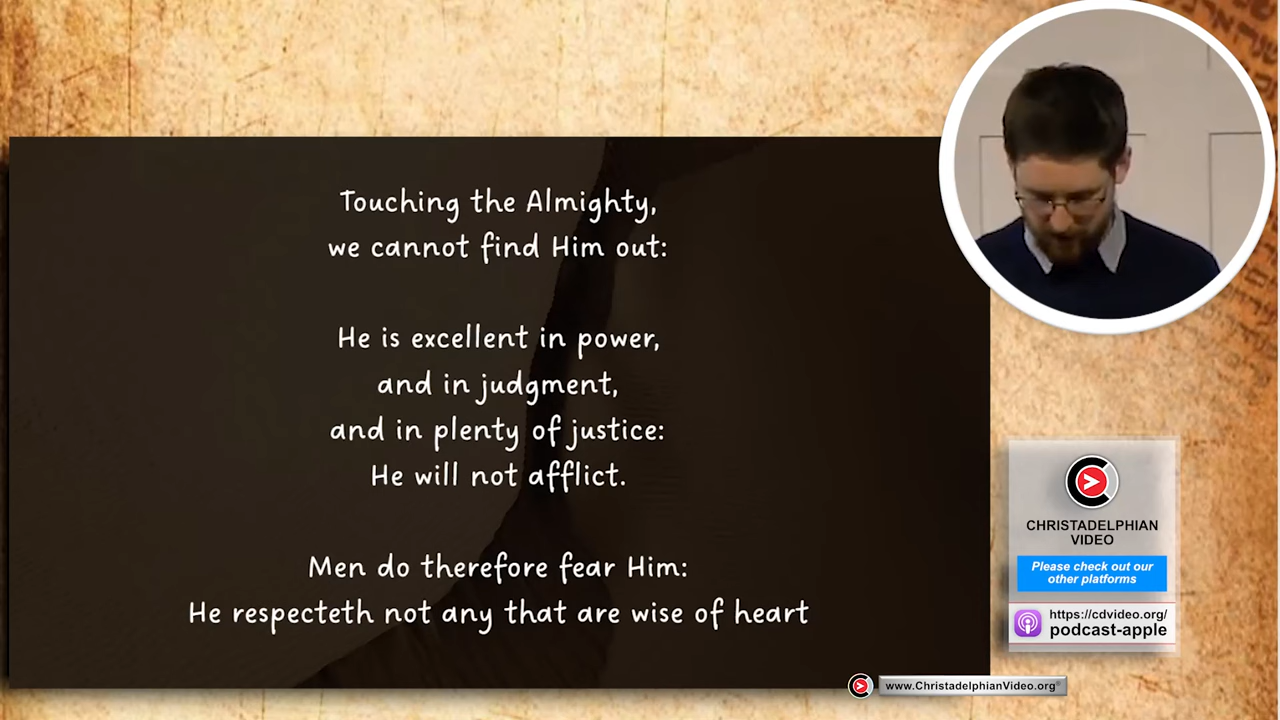 Touching the Almighty,
we cannot find Him out:
He is excellent in power,
and in judgment,
and in plenty of justice:
He will not afflict.
Men do therefore fear Him:
He respecteth not any that are wise of heart
CHRISTADELPHIAN
VIDEO
Please check out our
other platforms
https://cdvideo.org/
podcast-apple
www.ChristadelphianVideo.org